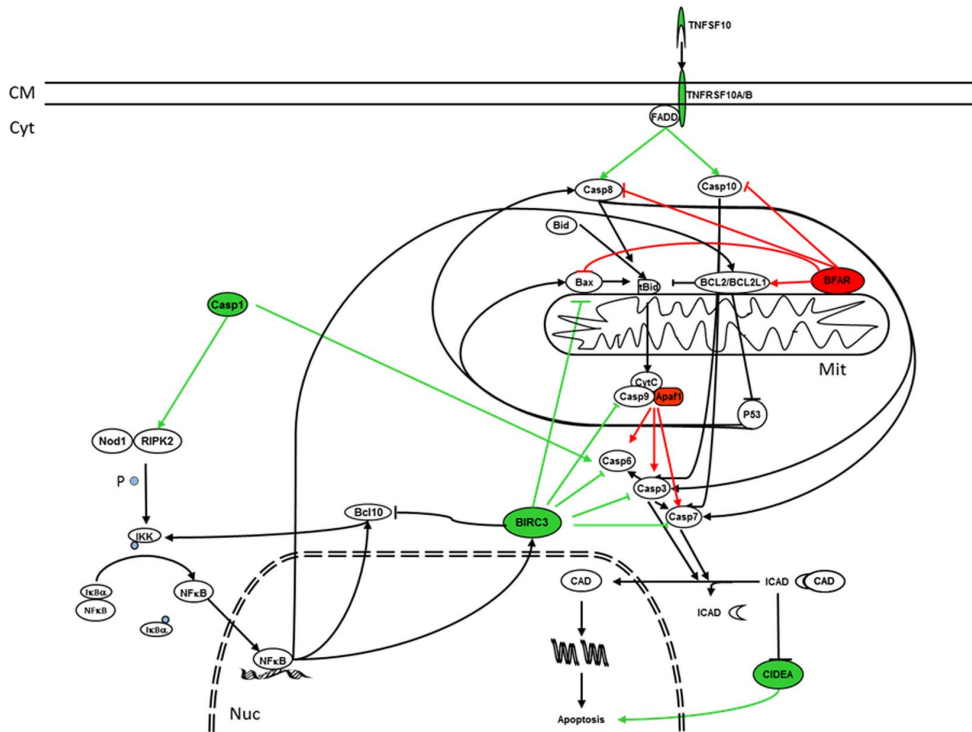 TNFSF10
CM
TNFRSF10A/B
Cyt
FADD
Casp8
Casp10
Bid
Bax
tBid
BCL2/BCL2L1
BFAR
Casp1
Mit
CytC
Casp9
Apaf1
P53
Nod1
RIPK2
Casp6
P
Casp3
Bcl10
BIRC3
Casp7
IKK
CAD
ICAD
CAD
IκBα
NFκB
NFκB
ICAD
IκBα
NFκB
CIDEA
Nuc
Apoptosis